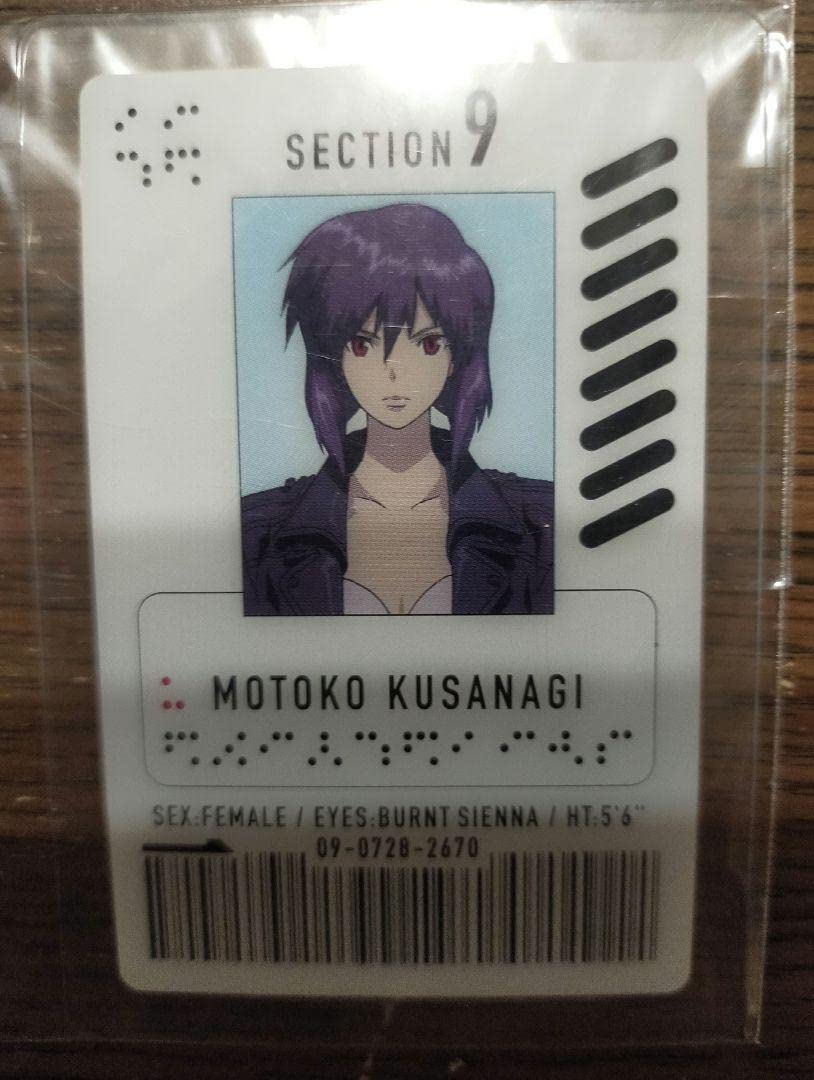 SECTION 9
MOTOKO KUSANAGI
SEX:FEMALE / EYES:BURNT SIENNA / HT:5'6"
09-0728-2670